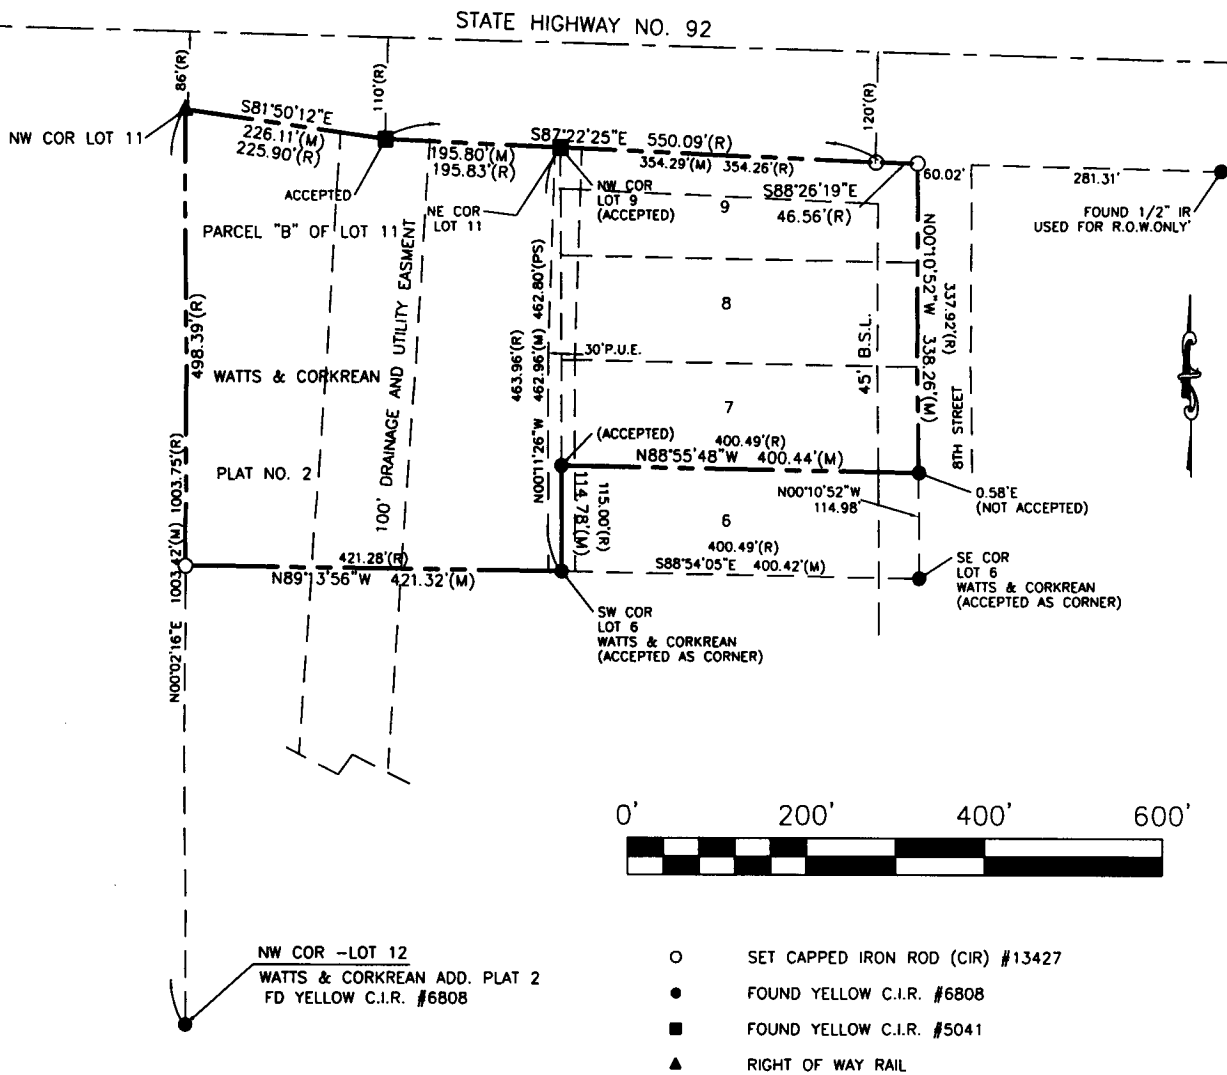 STATE HIGHWAY NO. 92
86'(R)
110'(R)
120'(R)
NW COR LOT 11
S81°50'12"E
226.11'(M)
225.90'(R)
ACCEPTED
195.80'(M)
195.83'(R)
S87°22'25"E 550.09'(R)
354.29'(M) 354.26'(R)
NW COR
LOT 9
(ACCEPTED)
NE COR
LOT 11
S88°26'19"E
46.56'(R)
60.02'
281.31'
FOUND 1/2" IR
USED FOR R.O.W.ONLY'
PARCEL "B" OF LOT 11
9
8
7
6
498.39'(R)
WATTS & CORKREAN
PLAT NO. 2
100' DRAINAGE AND UTILITY EASMENT
463.96'(R)
N00°11'26"W 462.96'(M) 462.80'(PS)
30'P.U.E.
45' B.S.L.
N00°10'52"W 338.26'(M)
337.92'(R)
8TH STREET
(ACCEPTED)
400.49'(R)
N88°55'48"W 400.44'(M)
N00°10'52"W
114.98'
0.58'E
(NOT ACCEPTED)
114.78'(M)
115.00'(R)
400.49'(R)
S88°54'05"E 400.42'(M)
SE COR
LOT 6
WATTS & CORKREAN
(ACCEPTED AS CORNER)
N00°02'16"E 1003.42'(M) 1003.75'(R)
421.28'(R)
N89°13'56"W 421.32'(M)
SW COR
LOT 6
WATTS & CORKREAN
(ACCEPTED AS CORNER)
0' 200' 400' 600'
NW COR -LOT 12
WATTS & CORKREAN ADD. PLAT 2
FD YELLOW C.I.R. #6808
SET CAPPED IRON ROD (CIR) #13427
FOUND YELLOW C.I.R. #6808
FOUND YELLOW C.I.R. #5041
RIGHT OF WAY RAIL